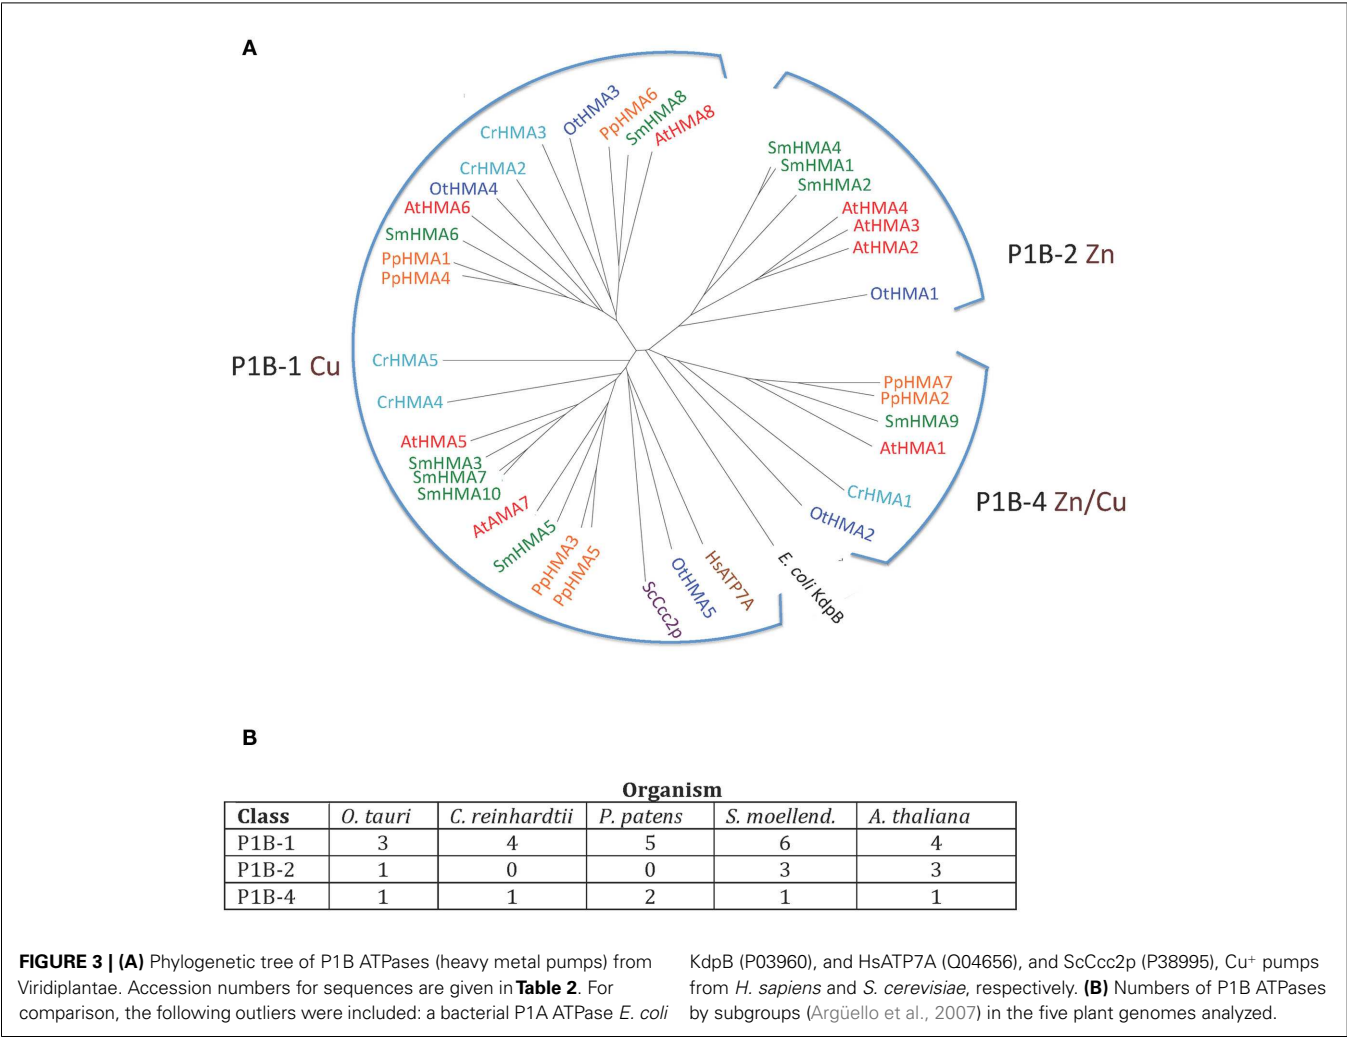 A
OtHMA3
PpHMA6
SmHMA8
AtHMA8
CrHMA3
CrHMA2
OtHMA4
AtHMA6
SmHMA6
PpHMA1
PpHMA4
SmHMA4
SmHMA1
SmHMA2
AtHMA4
AtHMA3
AtHMA2
OtHMA1
P1B-2 Zn
P1B-1 Cu
CrHMA5
CrHMA4
AtHMA5
SmHMA3
SmHMA7
SmHMA10
AtAMA7
SmHMA5
PpHMA3
PpHMA5
ScCcc2p
OtHMA5
HsATP7A
E. coli KdpB
PpHMA7
PpHMA2
SmHMA9
AtHMA1
CrHMA1
OtHMA2
P1B-4 Zn/Cu
B
Organism
Class O. tauri C. reinhardtii P. patens S. moellend. A. thaliana
P1B-1 3 4 5 6 4
P1B-2 1 0 0 3 3
P1B-4 1 1 2 1 1
FIGURE 3 | (A) Phylogenetic tree of P1B ATPases (heavy metal pumps) from
Viridiplantae. Accession numbers for sequences are given in Table 2. For
comparison, the following outliers were included: a bacterial P1A ATPase E. coli
KdpB (P03960), and HsATP7A (Q04656), and ScCcc2p (P38995), Cu⁺ pumps
from H. sapiens and S. cerevisiae, respectively. (B) Numbers of P1B ATPases
by subgroups (Argüello et al., 2007) in the five plant genomes analyzed.